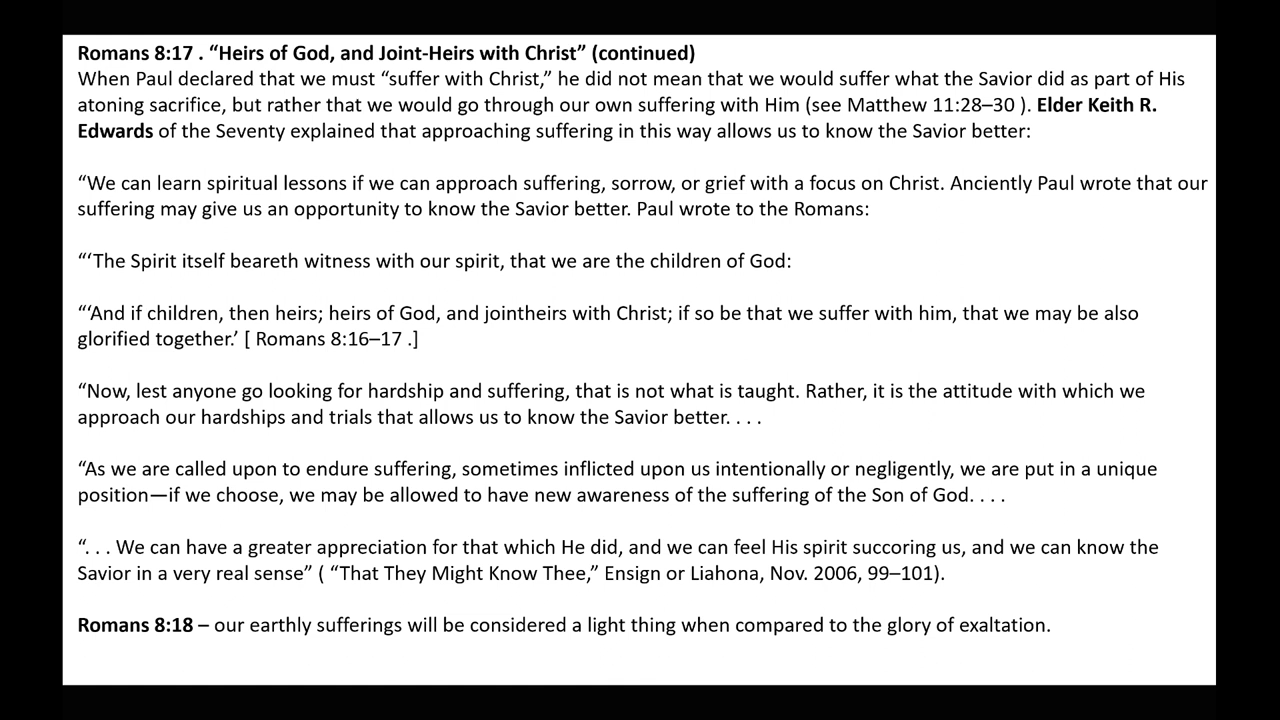 Romans 8:17 . “Heirs of God, and Joint-Heirs with Christ” (continued)
When Paul declared that we must “suffer with Christ,” he did not mean that we would suffer what the Savior did as part of His
atoning sacrifice, but rather that we would go through our own suffering with Him (see Matthew 11:28–30 ). Elder Keith R.
Edwards of the Seventy explained that approaching suffering in this way allows us to know the Savior better:
“We can learn spiritual lessons if we can approach suffering, sorrow, or grief with a focus on Christ. Anciently Paul wrote that our
suffering may give us an opportunity to know the Savior better. Paul wrote to the Romans:
“‘The Spirit itself beareth witness with our spirit, that we are the children of God:
“‘And if children, then heirs; heirs of God, and jointheirs with Christ; if so be that we suffer with him, that we may be also
glorified together.’ [ Romans 8:16–17 .]
“Now, lest anyone go looking for hardship and suffering, that is not what is taught. Rather, it is the attitude with which we
approach our hardships and trials that allows us to know the Savior better. . . .
“As we are called upon to endure suffering, sometimes inflicted upon us intentionally or negligently, we are put in a unique
position—if we choose, we may be allowed to have new awareness of the suffering of the Son of God. . . .
“. . . We can have a greater appreciation for that which He did, and we can feel His spirit succoring us, and we can know the
Savior in a very real sense” ( “That They Might Know Thee,” Ensign or Liahona, Nov. 2006, 99–101).
Romans 8:18 – our earthly sufferings will be considered a light thing when compared to the glory of exaltation.